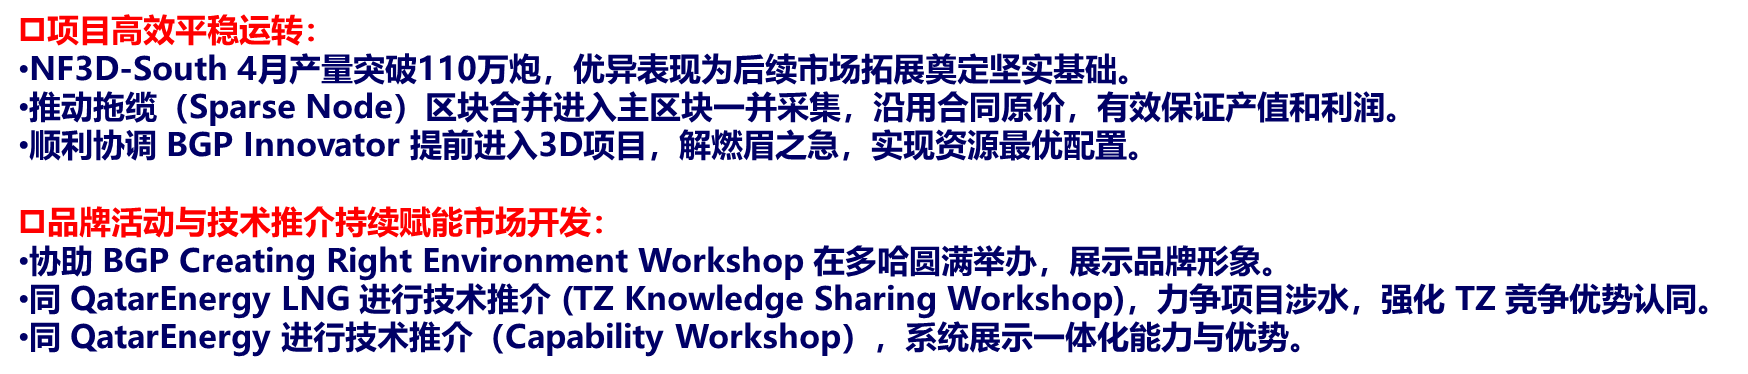 □项目高效平稳运转：
•NF3D-South 4月产量突破110万炮，优异表现为后续市场拓展奠定坚实基础。
•推动拖缆（Sparse Node）区块合并进入主区块一并采集，沿用合同原价，有效保证产值和利润。
•顺利协调 BGP Innovator 提前进入3D项目，解燃眉之急，实现资源最优配置。
□品牌活动与技术推介持续赋能市场开发：
•协助 BGP Creating Right Environment Workshop 在多哈圆满举办，展示品牌形象。
•同 QatarEnergy LNG 进行技术推介 (TZ Knowledge Sharing Workshop)，力争项目涉水，强化 TZ 竞争优势认同。
•同 QatarEnergy 进行技术推介（Capability Workshop），系统展示一体化能力与优势。